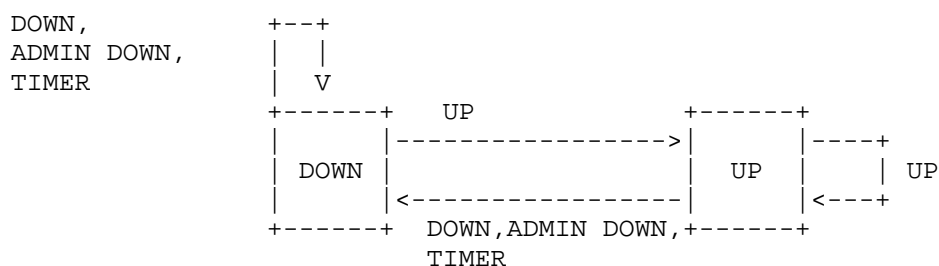 DOWN,
ADMIN DOWN,
TIMER
UP
DOWN
UP
UP
DOWN,ADMIN DOWN,
TIMER